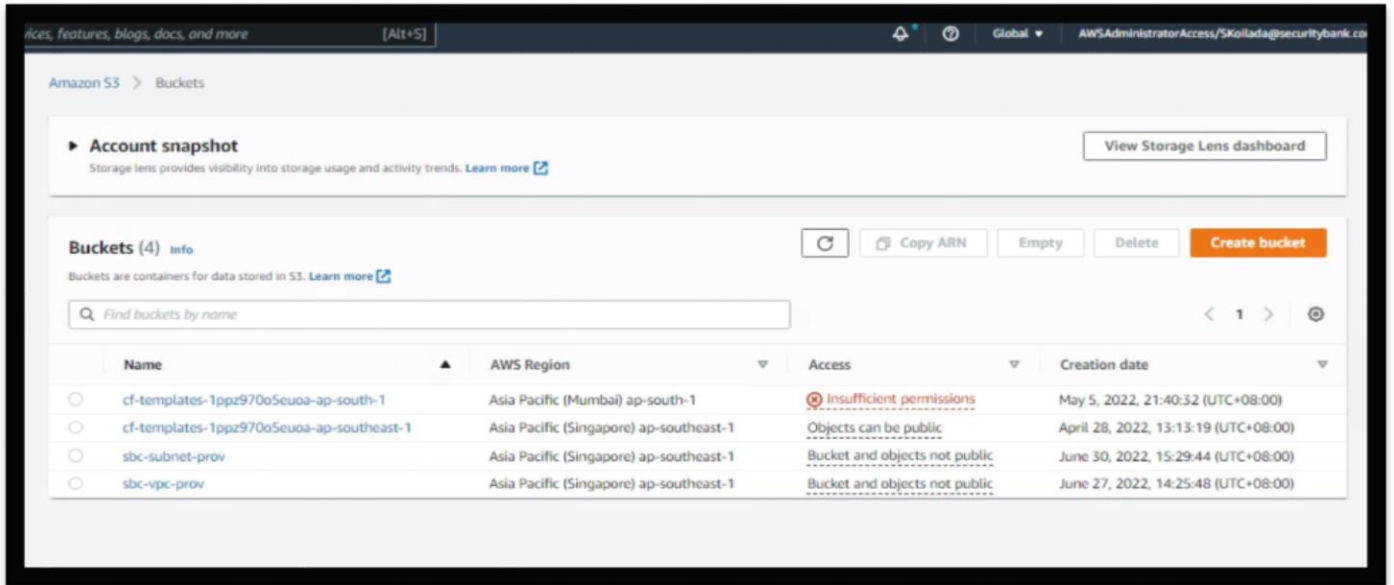 vices, features, blogs, docs, and more [Alt+S] Global AWSAdministratorAccess/SKollada@securitybank.co
Amazon S3 > Buckets
Account snapshot
View Storage Lens dashboard
Storage lens provides visibility into storage usage and activity trends. Learn more
Buckets (4) Info
Copy ARN Empty Delete Create bucket
Buckets are containers for data stored in S3. Learn more
Find buckets by name
< 1 >
Name AWS Region Access Creation date
cf-templates-1ppz970o5euoa-ap-south-1 Asia Pacific (Mumbai) ap-south-1 Insufficient permissions May 5, 2022, 21:40:32 (UTC+08:00)
cf-templates-1ppz970o5euoa-ap-southeast-1 Asia Pacific (Singapore) ap-southeast-1 Objects can be public April 28, 2022, 13:13:19 (UTC+08:00)
sbc-subnet-prov Asia Pacific (Singapore) ap-southeast-1 Bucket and objects not public June 30, 2022, 15:29:44 (UTC+08:00)
sbc-vpc-prov Asia Pacific (Singapore) ap-southeast-1 Bucket and objects not public June 27, 2022, 14:25:48 (UTC+08:00)